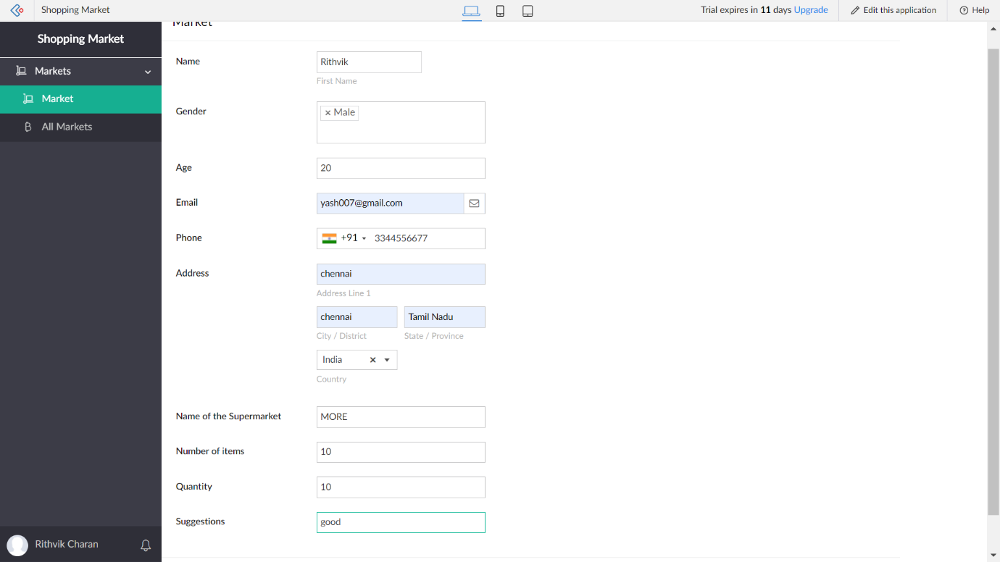 Shopping Market
Trial expires in 11 days Upgrade
Edit this application
Help
Shopping Market
Markets
Market
All Markets
Rithvik Charan
Market
Name
Rithvik
First Name
Gender
× Male
Age
20
Email
yash007@gmail.com
Phone
+91 3344556677
Address
chennai
Address Line 1
chennai
Tamil Nadu
City / District
State / Province
India ×
Country
Name of the Supermarket
MORE
Number of items
10
Quantity
10
Suggestions
good